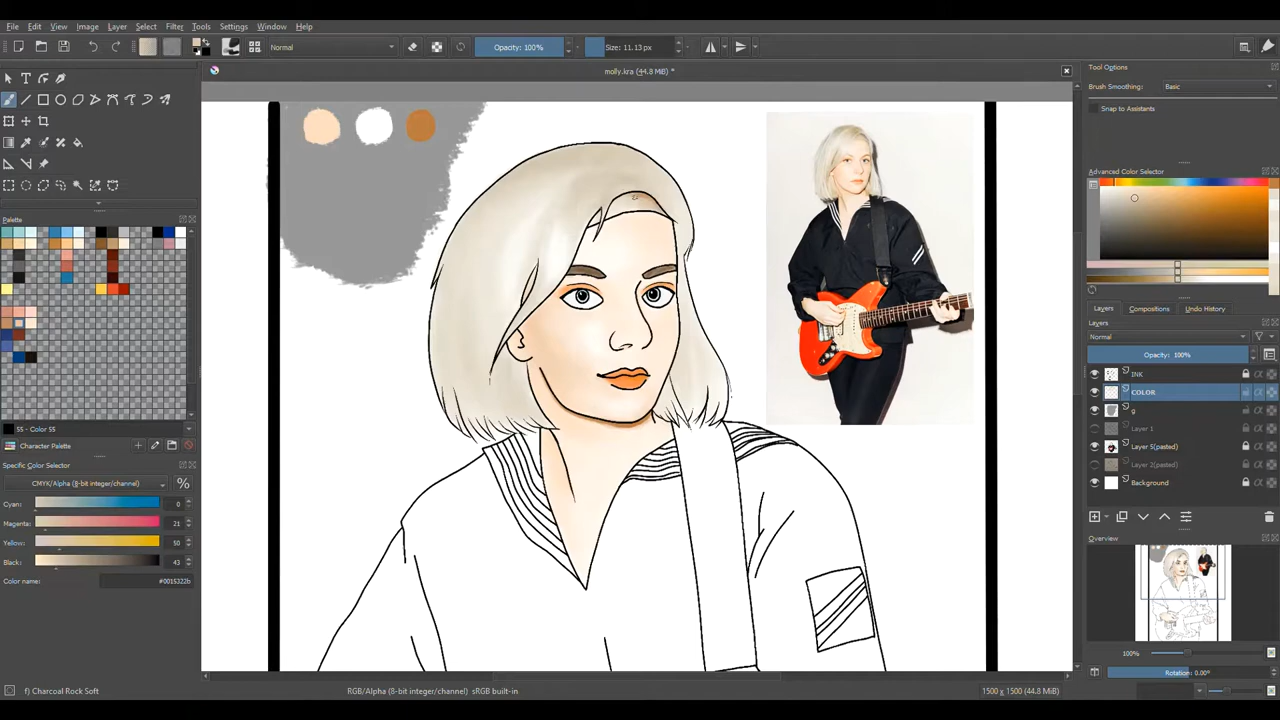 File Edit View Image Layer Select Filter Tools Settings Window Help
Normal Opacity: 100% Size: 11.13 px
molly.kra (44.8 MiB) *
Tool Options
Brush Smoothing: Basic
Snap to Assistants
Advanced Color Selector
Palette
55 - Color 55
Character Palette
Specific Color Selector
CMYK/Alpha (8-bit integer/channel) %
Cyan: 0
Magenta: 21
Yellow: 50
Black: 43
Color name: #0015322b
Layers Compositions Undo History
Layers
Normal
Opacity: 100%
INK
COLOR
g
Layer 1
Layer 5(pasted)
Layer 2(pasted)
Background
Overview
100%
Rotation: 0.00°
f) Charcoal Rock Soft RGB/Alpha (8-bit integer/channel) sRGB built-in 1500 x 1500 (44.8 MiB)